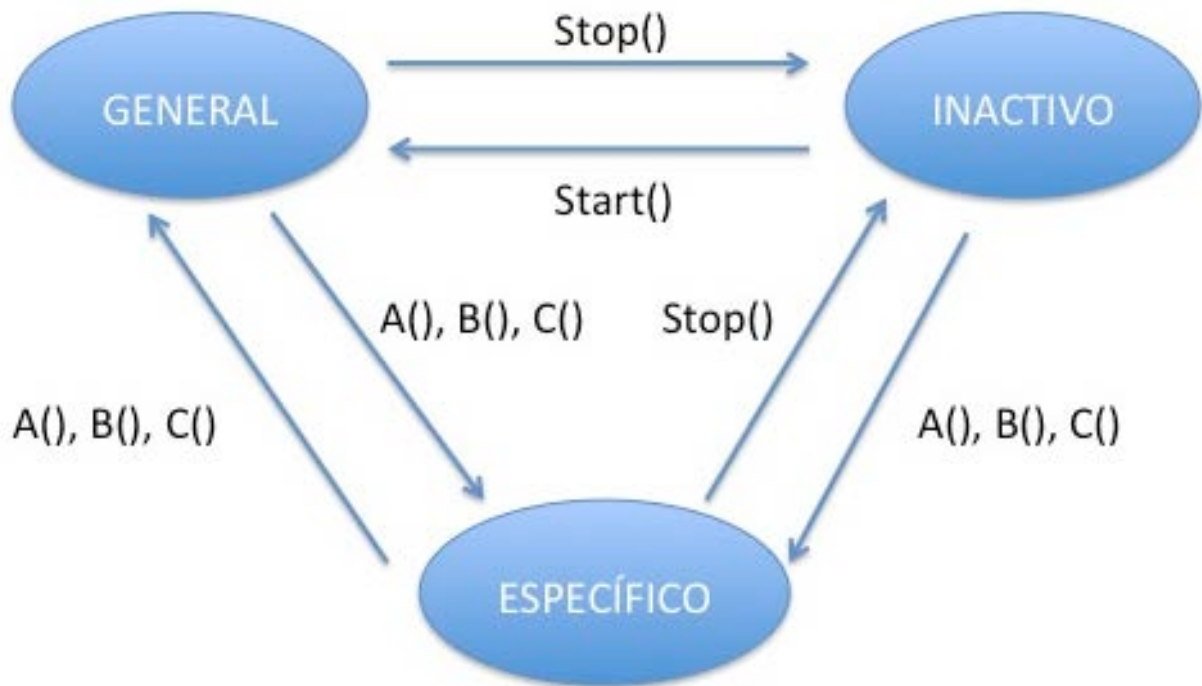 Stop()
GENERAL
INACTIVO
Start()
A(), B(), C()
Stop()
A(), B(), C()
A(), B(), C()
ESPECÍFICO